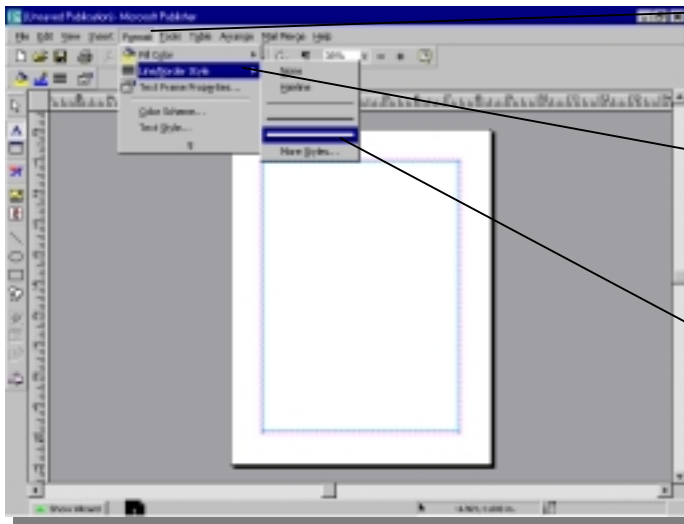 [Unsaved Publication] - Microsoft Publisher
File Edit View Insert Format Tools Table Arrange Mail Merge Help
Fill Color
Line/Border Style
Text Frame Properties...
Color Scheme...
Text Style...
None
Hairline
More Styles...
Show Wizard